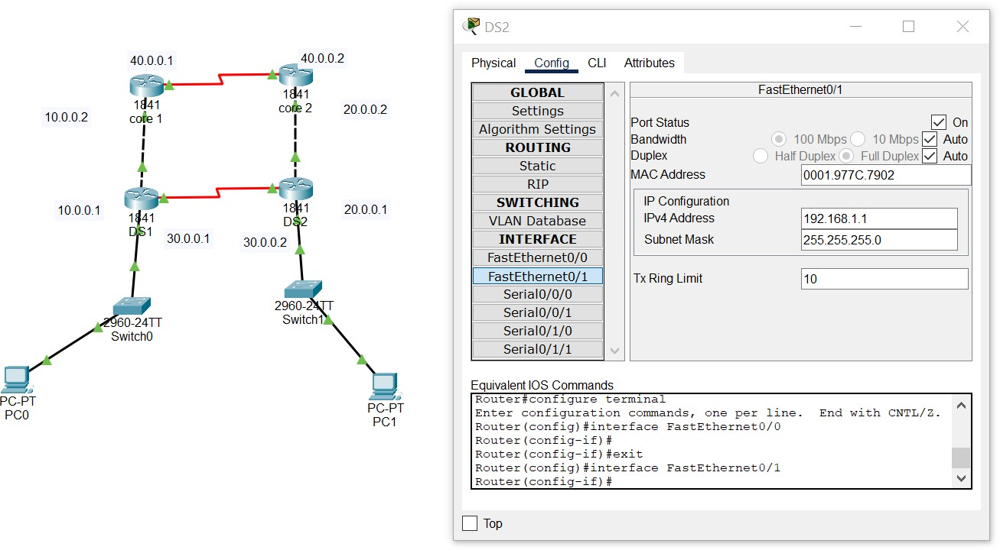 40.0.0.1
40.0.0.2
1841
core 1
1841
core 2
10.0.0.2
20.0.0.2
10.0.0.1
1841
DS1
30.0.0.1
30.0.0.2
1841
DS2
20.0.0.1
2960-24TT
Switch0
2960-24TT
Switch1
PC-PT
PC0
PC-PT
PC1
DS2
Physical Config CLI Attributes
GLOBAL
Settings
Algorithm Settings
ROUTING
Static
RIP
SWITCHING
VLAN Database
INTERFACE
FastEthernet0/0
FastEthernet0/1
Serial0/0/0
Serial0/0/1
Serial0/1/0
Serial0/1/1
FastEthernet0/1
Port Status On
Bandwidth 100 Mbps 10 Mbps Auto
Duplex Half Duplex Full Duplex Auto
MAC Address 0001.977C.7902
IP Configuration
IPv4 Address 192.168.1.1
Subnet Mask 255.255.255.0
Tx Ring Limit 10
Equivalent IOS Commands
Router#configure terminal
Enter configuration commands, one per line. End with CNTL/Z.
Router(config)#interface FastEthernet0/0
Router(config-if)#
Router(config-if)#exit
Router(config)#interface FastEthernet0/1
Router(config-if)#
Top